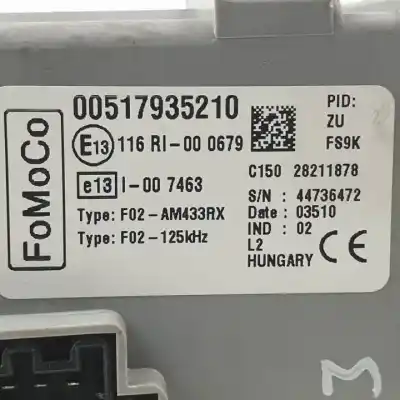 FoMoCo
00517935210
E13 116 RI-00 0679
e13 I-00 7463
Type: F02-AM433RX
Type: F02-125kHz
PID:
ZU
FS9K
C150 28211878
S/N : 44736472
Date : 03510
IND : 02
L2
HUNGARY CE
M